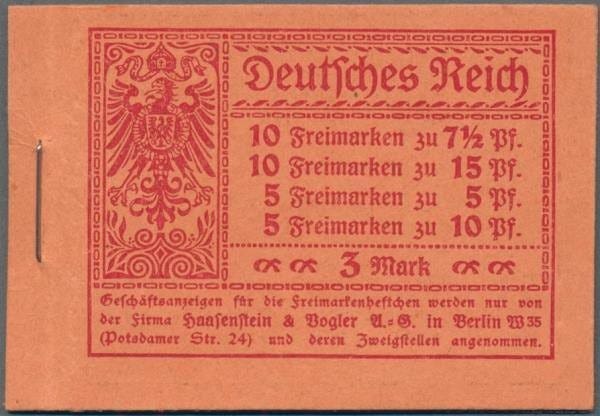 Deutsches Reich
10 Freimarken zu 7½ Pf.
10 Freimarken zu 15 Pf.
5 Freimarken zu 5 Pf.
5 Freimarken zu 10 Pf.
3 Mark
Geschäftsanzeigen für die Freimarkenheftchen werden nur von
der Firma Haasenstein & Vogler A.=G. in Berlin W 35
(Potsdamer Str. 24) und deren Zweigstellen angenommen.